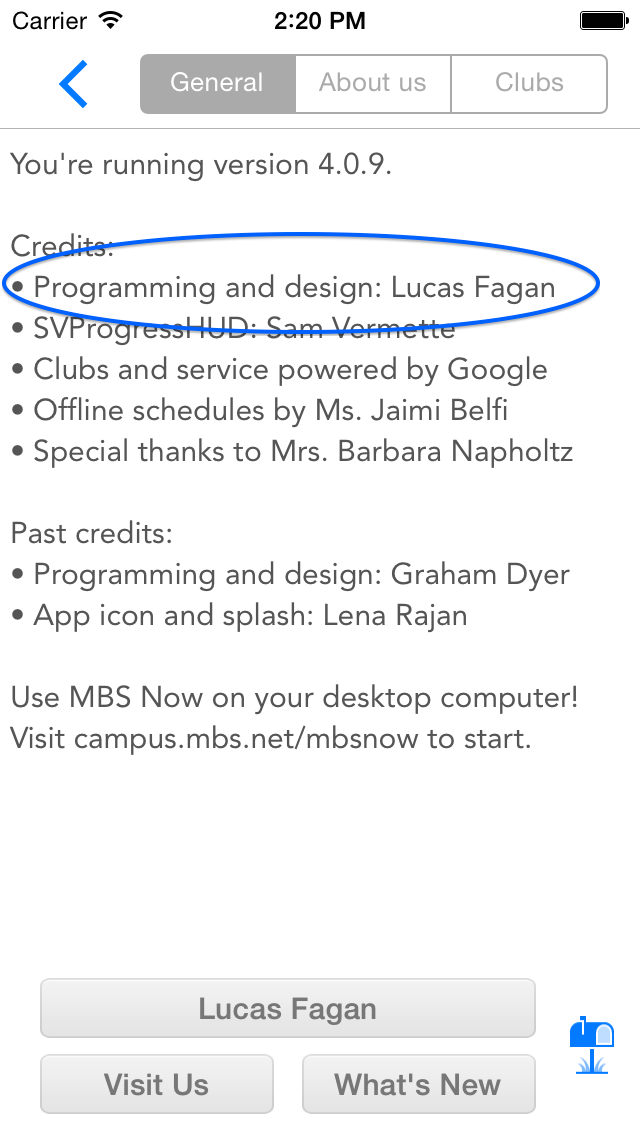 Carrier 2:20 PM
General About us Clubs
You're running version 4.0.9.
Credits:
• Programming and design: Lucas Fagan
• SVProgressHUD: Sam Vermette
• Clubs and service powered by Google
• Offline schedules by Ms. Jaimi Belfi
• Special thanks to Mrs. Barbara Napholtz
Past credits:
• Programming and design: Graham Dyer
• App icon and splash: Lena Rajan
Use MBS Now on your desktop computer!
Visit campus.mbs.net/mbsnow to start.
Lucas Fagan
Visit Us What's New